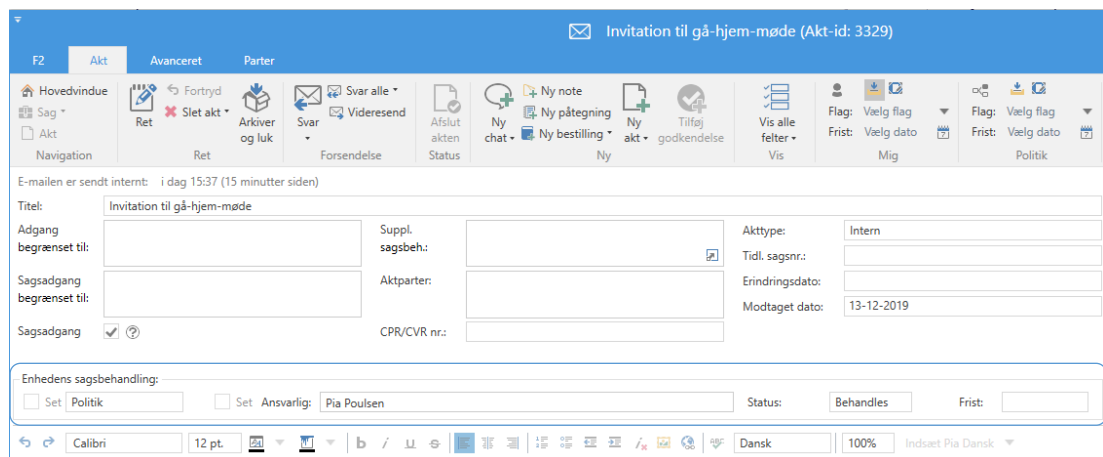 Invitation til gå-hjem-møde (Akt-id: 3329)
F2 Akt Avanceret Parter
Hovedvindue
Sag
Akt
Navigation
Ret
Fortryd
Slet akt
Arkiver og luk
Ret
Svar
Svar alle
Videresend
Forsendelse
Afslut akten
Status
Ny chat
Ny note
Ny påtegning
Ny bestilling
Ny akt
Tilføj godkendelse
Ny
Vis alle felter
Vis
Flag: Vælg flag
Frist: Vælg dato 7
Mig
Flag: Vælg flag
Frist: Vælg dato 7
Politik
E-mailen er sendt internt: i dag 15:37 (15 minutter siden)
Titel: Invitation til gå-hjem-møde
Adgang begrænset til:
Suppl. sagsbeh.:
Akttype: Intern
Tidl. sagsnr.:
Sagsadgang begrænset til:
Aktparter:
Erindringsdato:
Modtaget dato: 13-12-2019
Sagsadgang ?
CPR/CVR nr.:
Enhedens sagsbehandling:
Set Politik Set Ansvarlig: Pia Poulsen Status: Behandles Frist:
Calibri 12 pt. b i u s ABC Dansk 100% Indsæt Pia Dansk